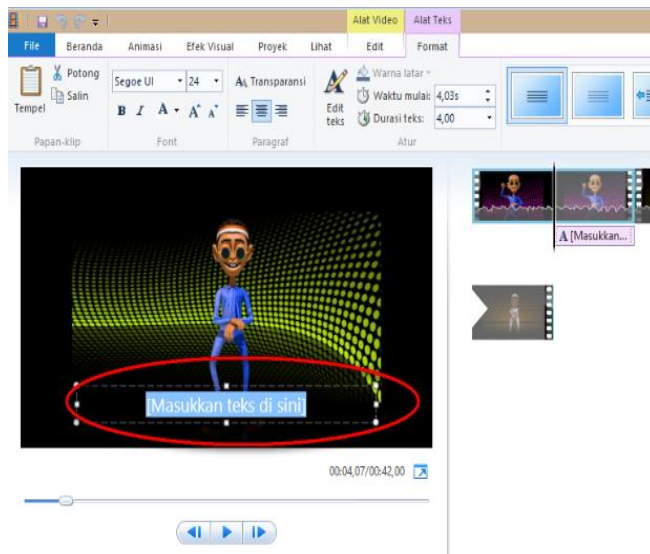 Alat Video Alat Teks
File Beranda Animasi Efek Visual Proyek Lihat Edit Format
Tempel
Potong
Salin
Papan-klip
Segoe UI 24
B I A A A
Font
AA Transparansi
Paragraf
Edit teks
Warna latar
Waktu mulai: 4,03s
Durasi teks: 4,00
Atur
[Masukkan teks di sini]
00:04,07/00:42,00
A [Masukkan...